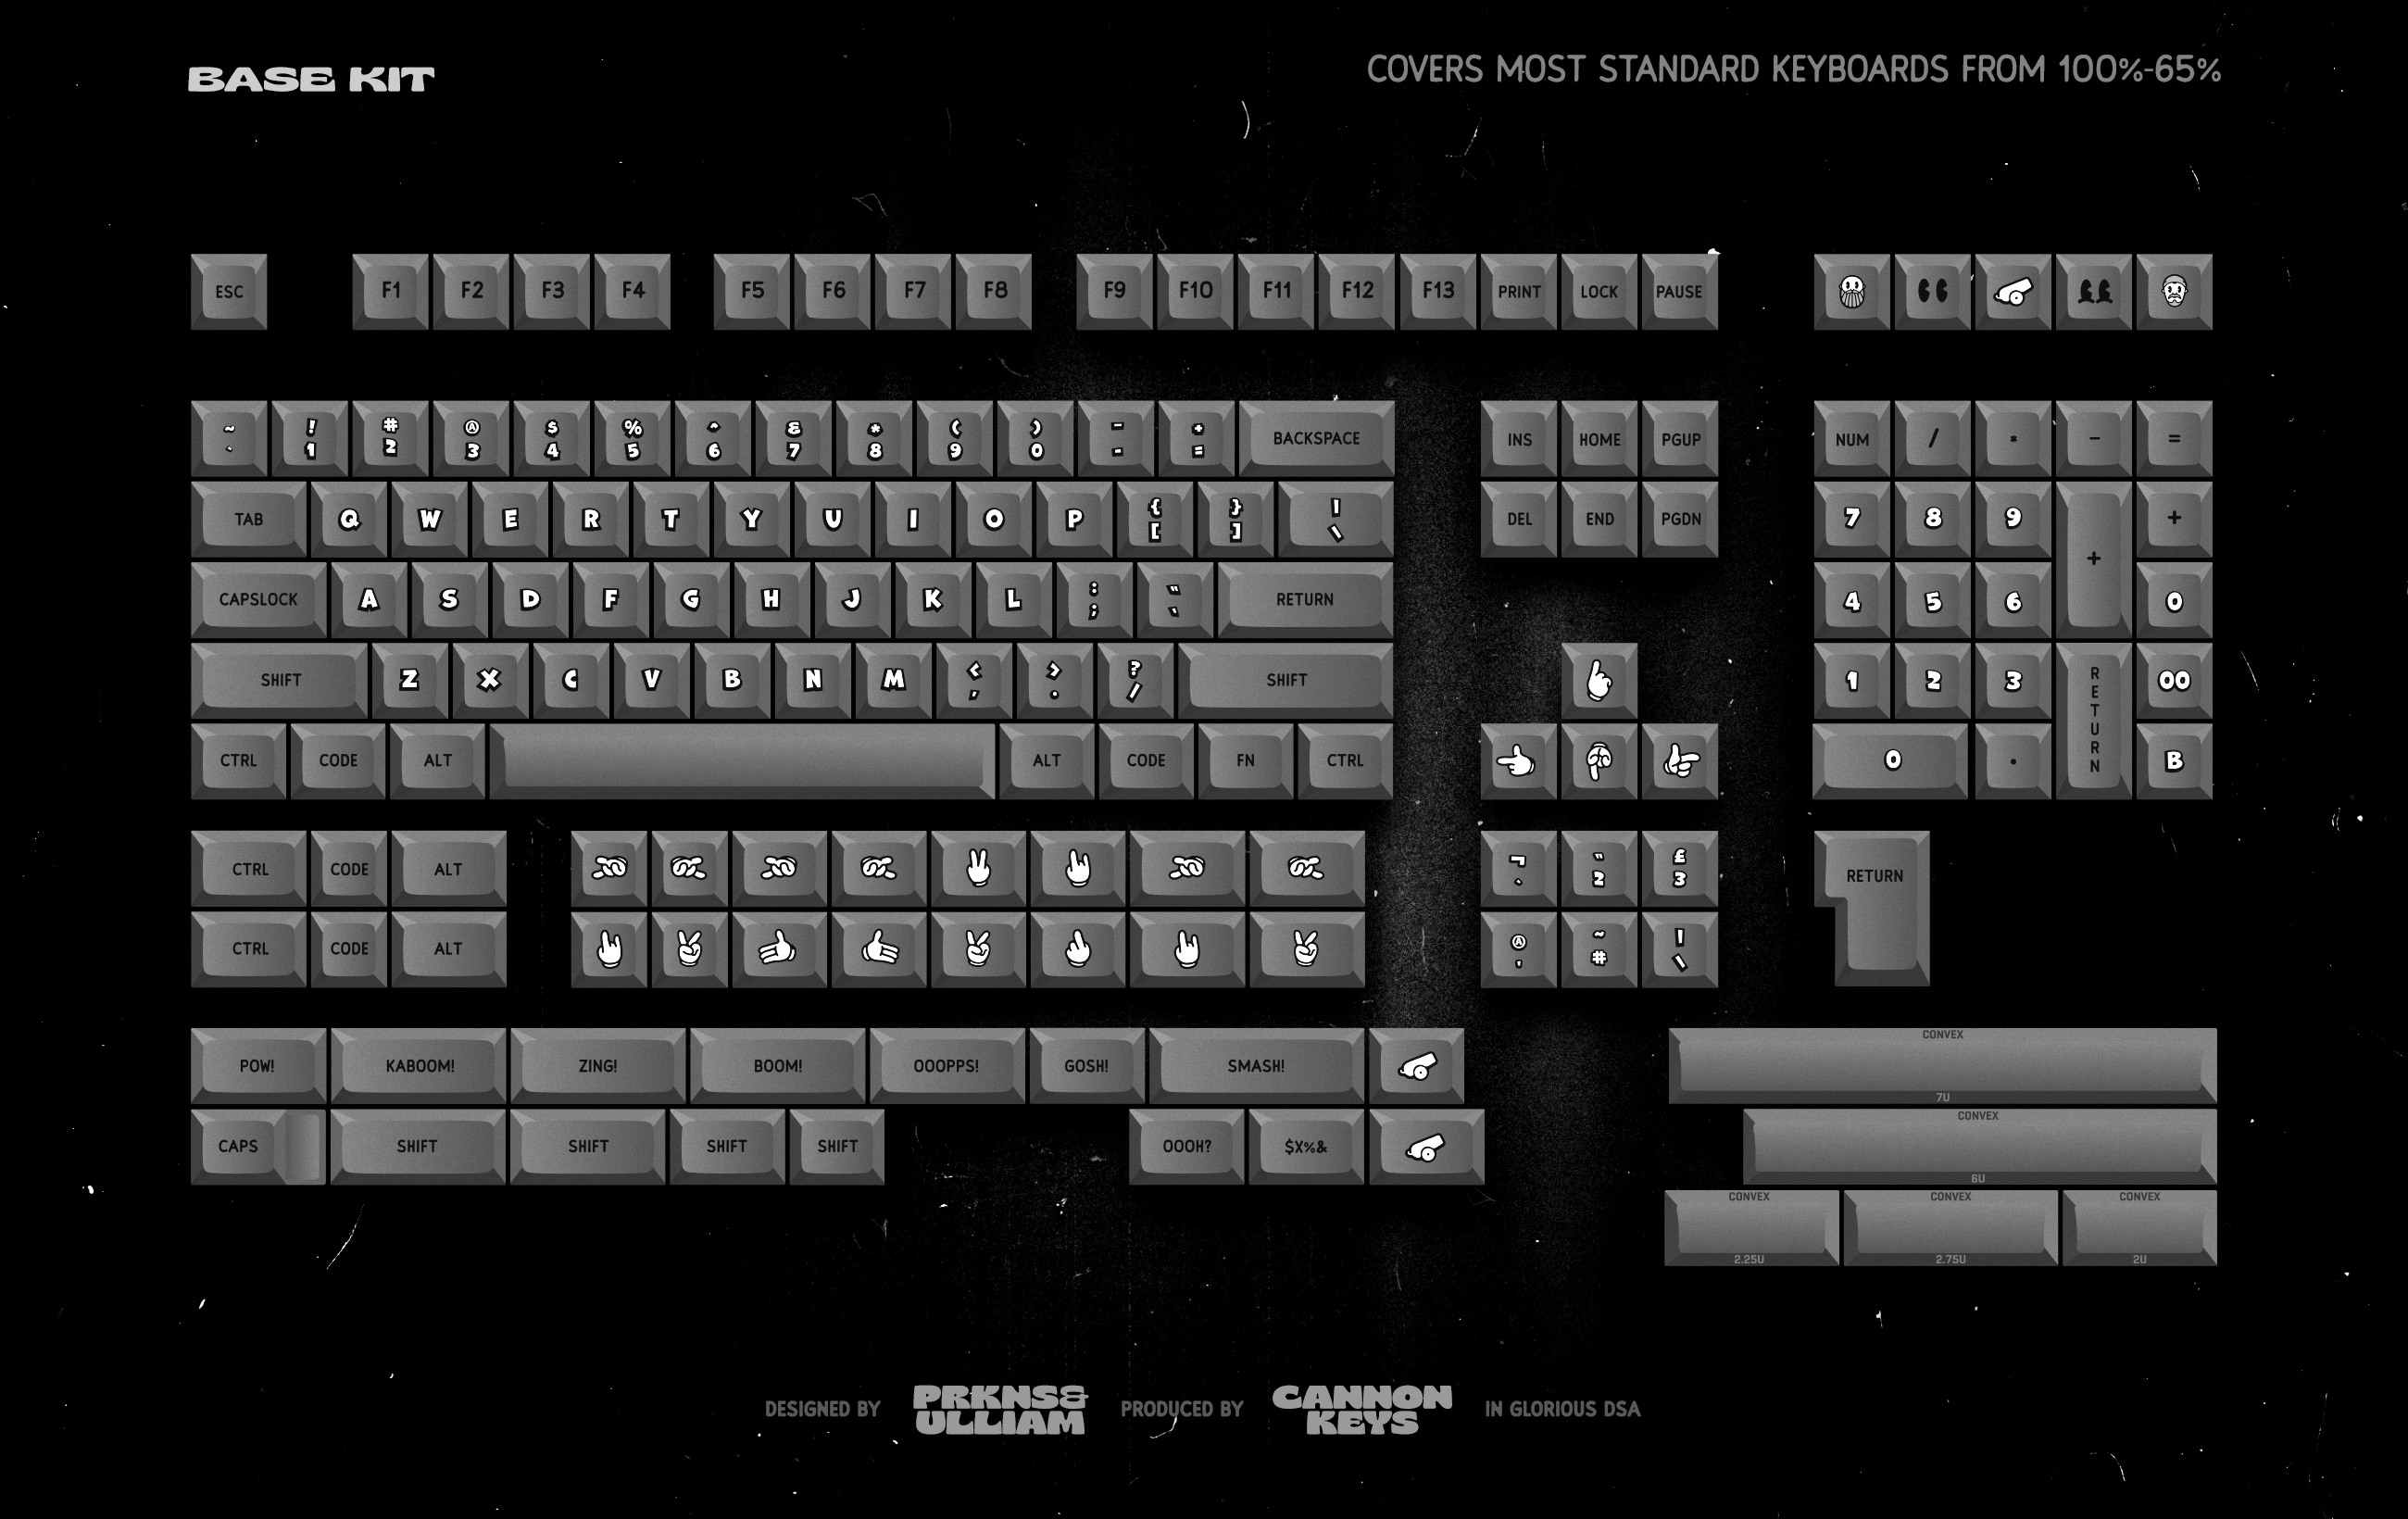 BASE KIT
COVERS MOST STANDARD KEYBOARDS FROM 100%-65%
ESC F1 F2 F3 F4 F5 F6 F7 F8 F9 F10 F11 F12 F13 PRINT LOCK PAUSE
~ ! # @ $ % ^ & * ( ) - + BACKSPACE INS HOME PGUP NUM / * - =
` 1 2 3 4 5 6 7 8 9 0 - =
TAB Q W E R T Y U I O P { } | DEL END PGDN 7 8 9 + +
[ ] \
CAPSLOCK A S D F G H J K L : " RETURN 4 5 6 0
; '
SHIFT Z X C V B N M < > ? SHIFT 1 2 3 RETURN 00
, . /
CTRL CODE ALT ALT CODE FN CTRL 0 . B
CTRL CODE ALT ¬ " £ RETURN
` 2 3
CTRL CODE ALT @ ~ |
' # \
POW! KABOOM! ZING! BOOM! OOOPPS! GOSH! SMASH! CONVEX
7U
CAPS SHIFT SHIFT SHIFT SHIFT OOOH? $X%& CONVEX
6U
CONVEX CONVEX CONVEX
2.25U 2.75U 2U
DESIGNED BY PRKNS& ULLIAM PRODUCED BY CANNON KEYS IN GLORIOUS DSA